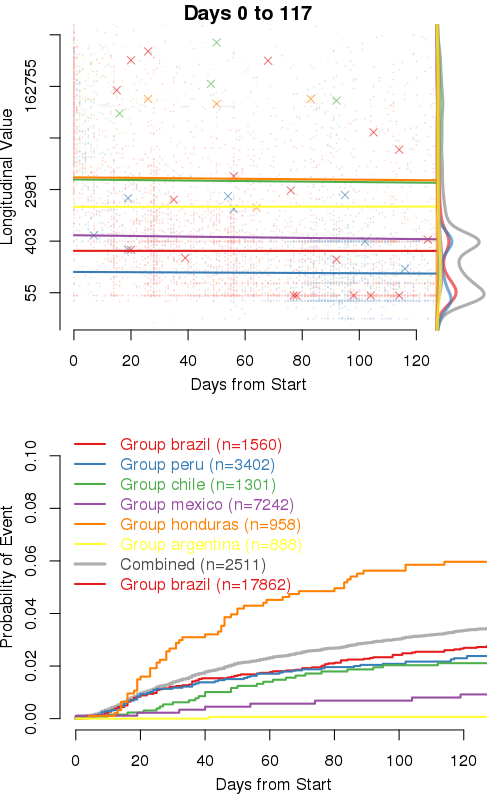 Days 0 to 117
Longitudinal Value
162755
2981
403
55
0 20 40 60 80 100 120
Days from Start
Probability of Event
0.10
0.08
0.06
0.04
0.02
0.00
Group brazil (n=1560)
Group peru (n=3402)
Group chile (n=1301)
Group mexico (n=7242)
Group honduras (n=958)
Group argentina (n=888)
Combined (n=2511)
Group brazil (n=17862)
0 20 40 60 80 100 120
Days from Start